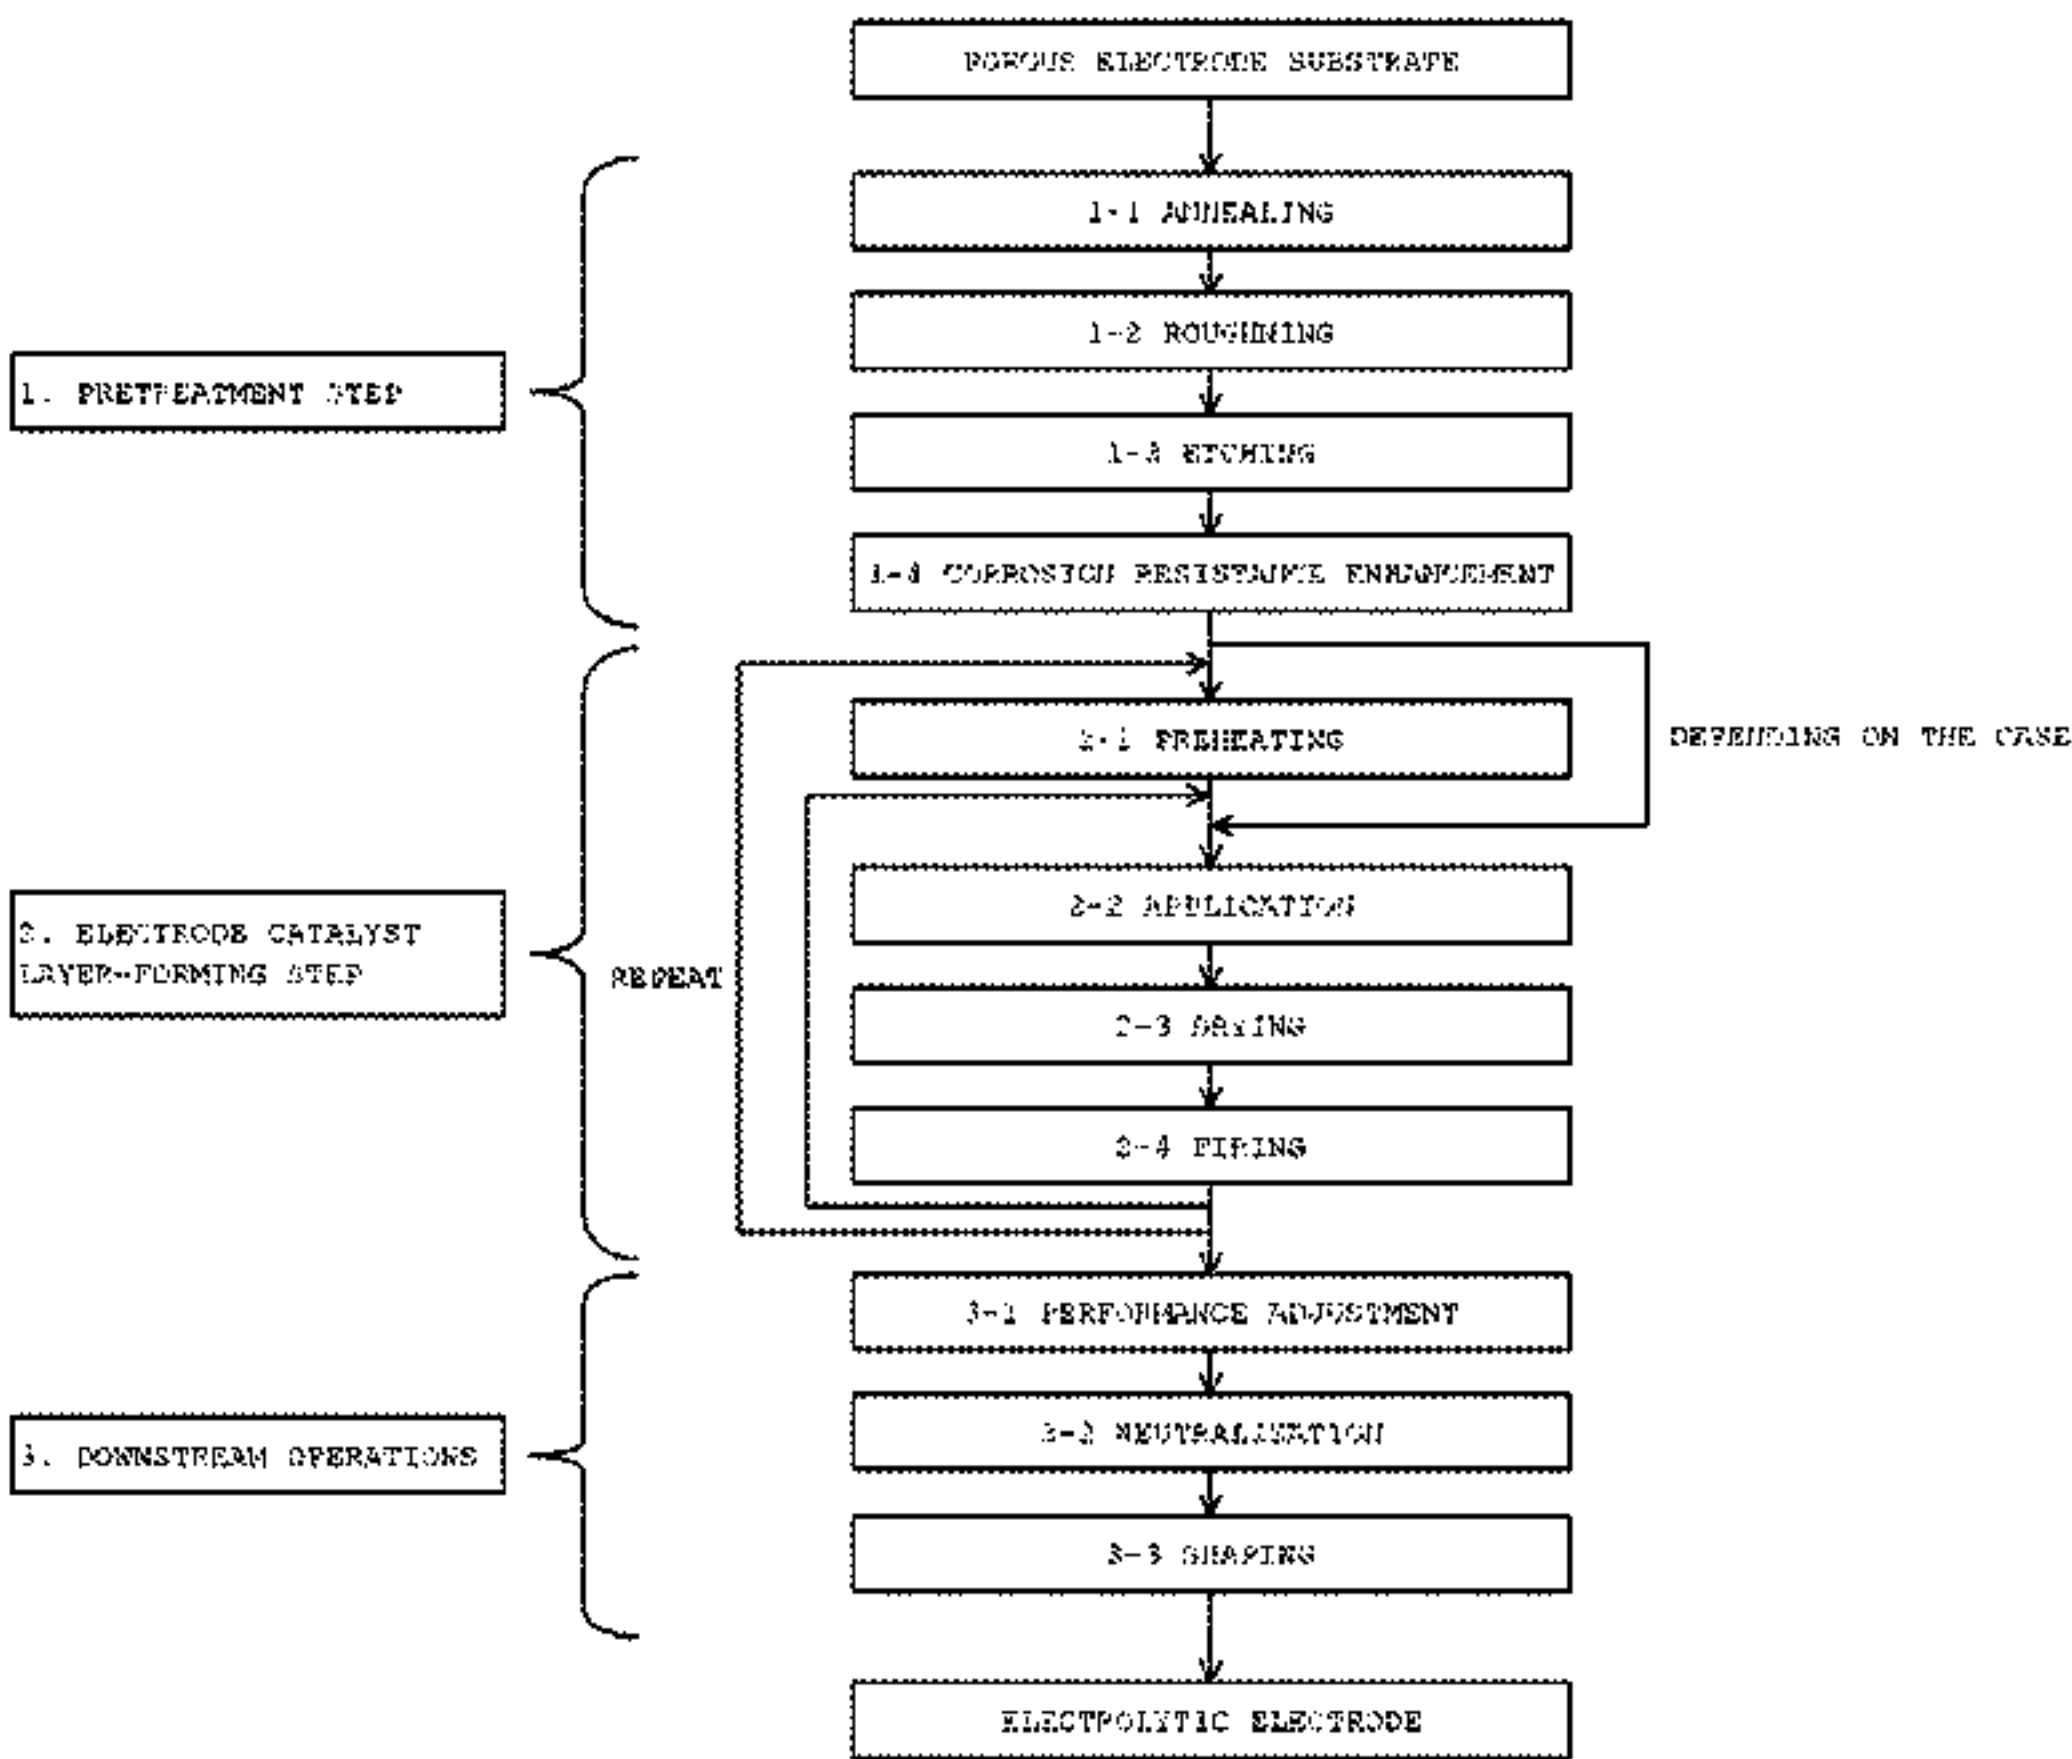 POROUS ELECTRODE SUBSTRATE
1-1 ANNEALING
1-2 ROUGHNING
1. PRETREATMENT STEP
1-3 ETCHING
1-4 CORROSION RESISTANCE ENHANCEMENT
2-1 PREHEATING
DEPENDING ON THE CASE
2-2 APPLICATION
2. ELECTRODE CATALYST
LAYER-FORMING STEP
REPEAT
2-3 DRYING
2-4 FIRING
3-1 PERFORMANCE ADJUSTMENT
3-2 NEUTRALIZATION
3. DOWNSTREAM OPERATIONS
3-3 SHAPING
ELECTROLYTIC ELECTRODE